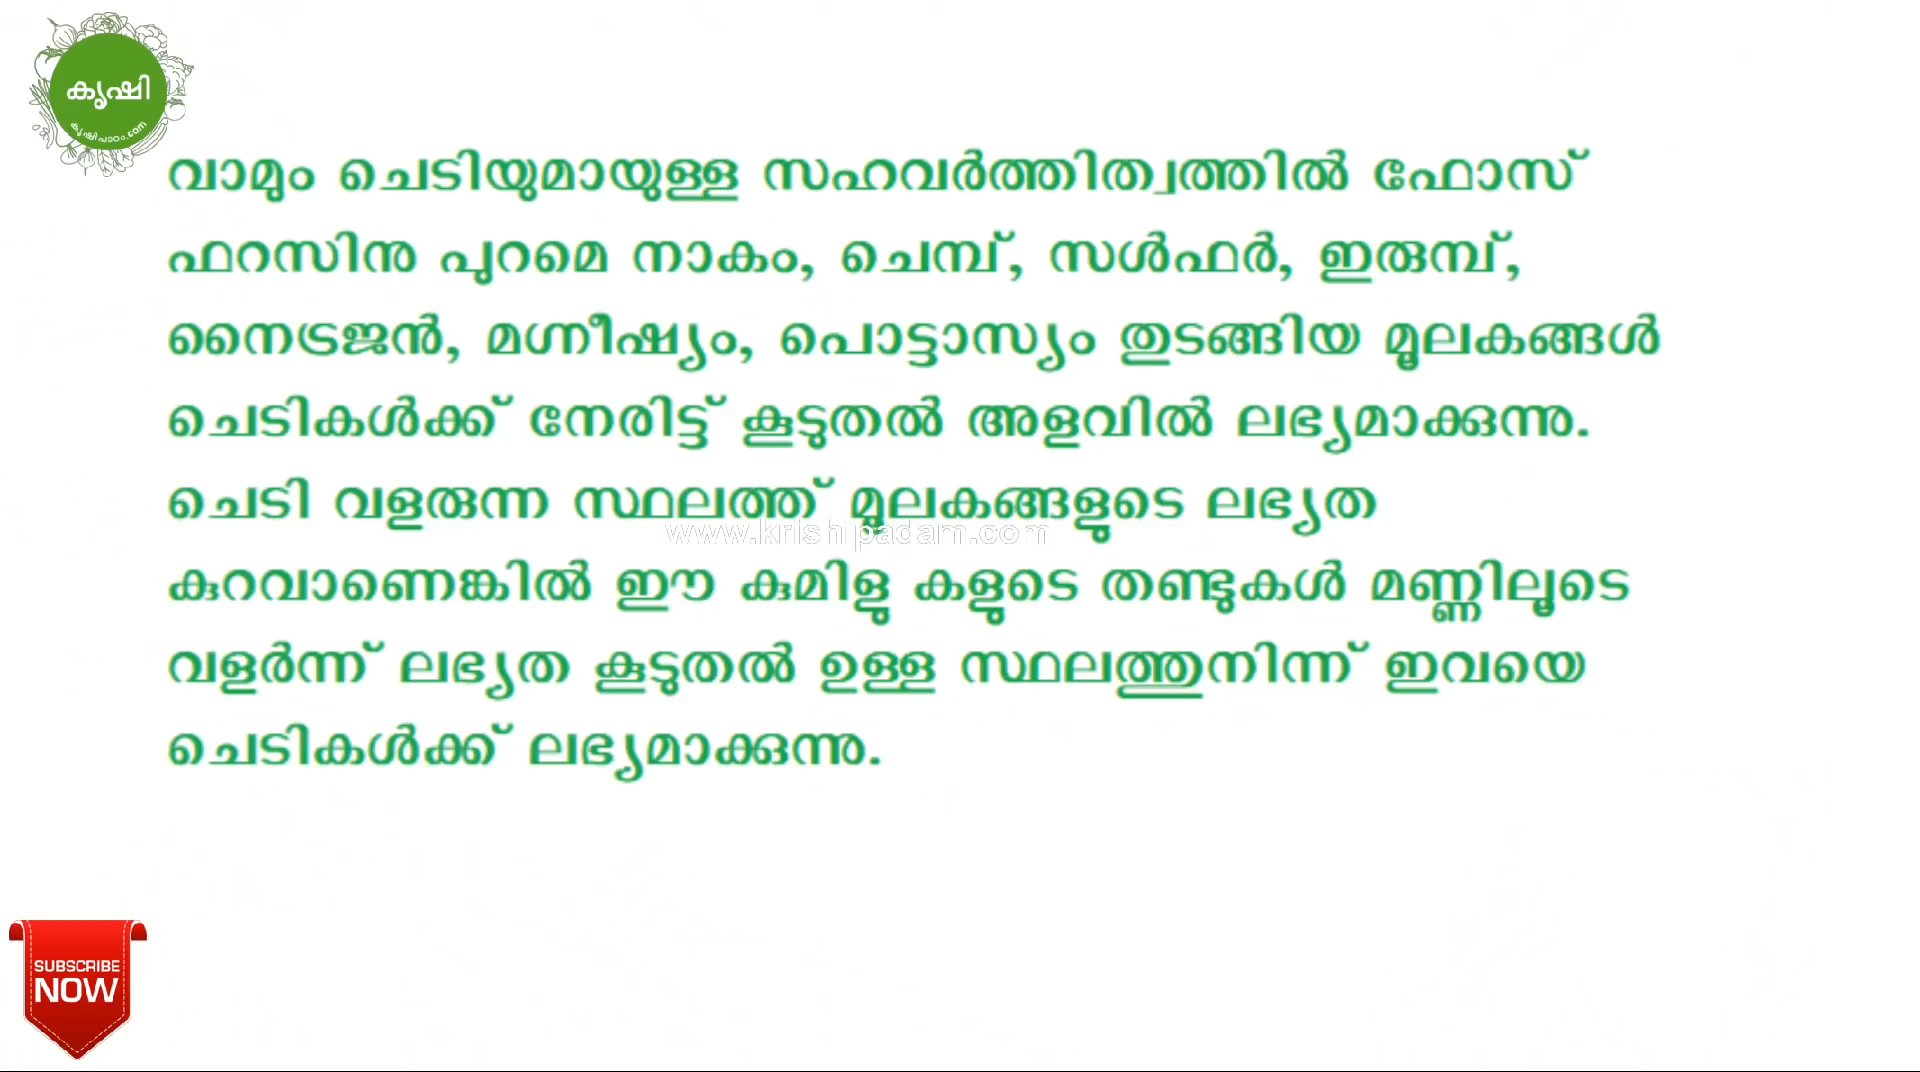 കൃഷി
കൃഷിപാഠം.com
വാമും ചെടിയുമായുള്ള സഹവർത്തിത്വത്തിൽ ഫോസ്
ഫറസിനു പുറമെ നാകം, ചെമ്പ്, സൾഫർ, ഇരുമ്പ്,
നൈട്രജൻ, മഗ്നീഷ്യം, പൊട്ടാസ്യം തുടങ്ങിയ മൂലകങ്ങൾ
ചെടികൾക്ക് നേരിട്ട് കൂടുതൽ അളവിൽ ലഭ്യമാക്കുന്നു.
ചെടി വളരുന്ന സ്ഥലത്ത് മൂലകങ്ങളുടെ ലഭ്യത
www.krishipadam.com
കുറവാണെങ്കിൽ ഈ കുമിളു കളുടെ തണ്ടുകൾ മണ്ണിലൂടെ
വളർന്ന് ലഭ്യത കൂടുതൽ ഉള്ള സ്ഥലത്തുനിന്ന് ഇവയെ
ചെടികൾക്ക് ലഭ്യമാക്കുന്നു.
SUBSCRIBE
NOW